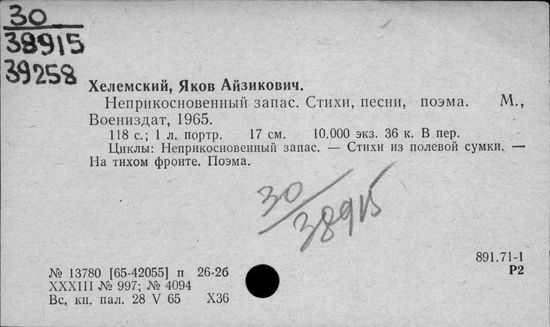 30
38915
39258
Хелемский, Яков Айзикович.
Неприкосновенный запас. Стихи, песни, поэма. М.,
Воениздат, 1965.
118 с.; 1 л. портр. 17 см. 10.000 экз. 36 к. В пер.
Циклы: Неприкосновенный запас. — Стихи из полевой сумки. —
На тихом фронте. Поэма.
30
38915
891.71-1
Р2
№ 13780 [65-42055] п 26-2б
XXXIII № 997; № 4094
Вс, кн, пал. 28 V 65 Х36